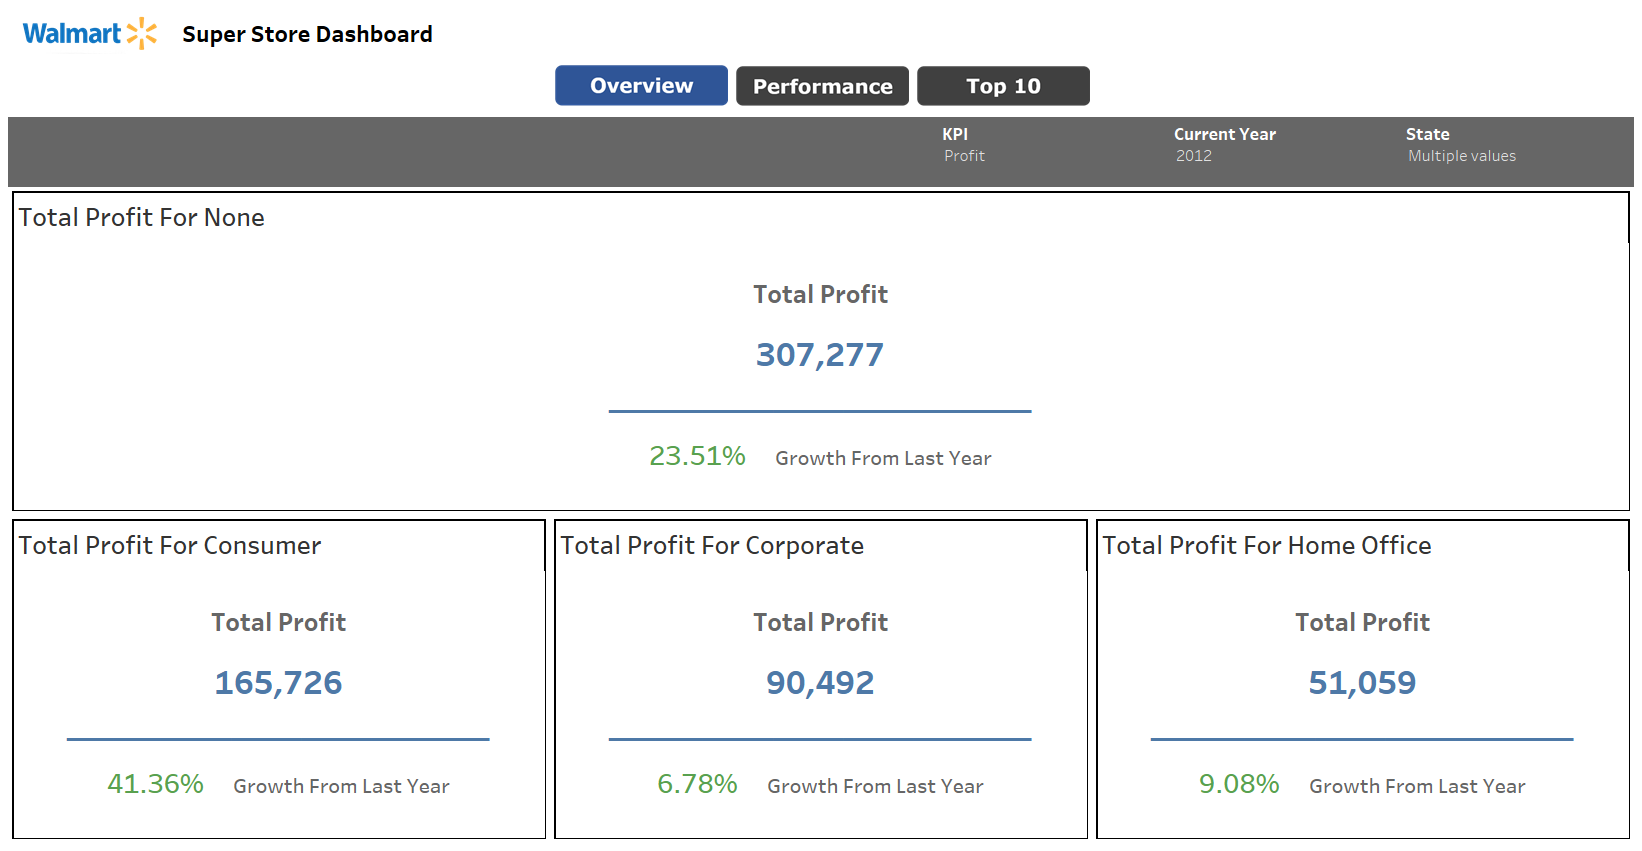 Walmart Super Store Dashboard
Overview Performance Top 10
KPI Current Year State
Profit 2012 Multiple values
Total Profit For None
Total Profit
307,277
23.51% Growth From Last Year
Total Profit For Consumer
Total Profit
165,726
41.36% Growth From Last Year
Total Profit For Corporate
Total Profit
90,492
6.78% Growth From Last Year
Total Profit For Home Office
Total Profit
51,059
9.08% Growth From Last Year